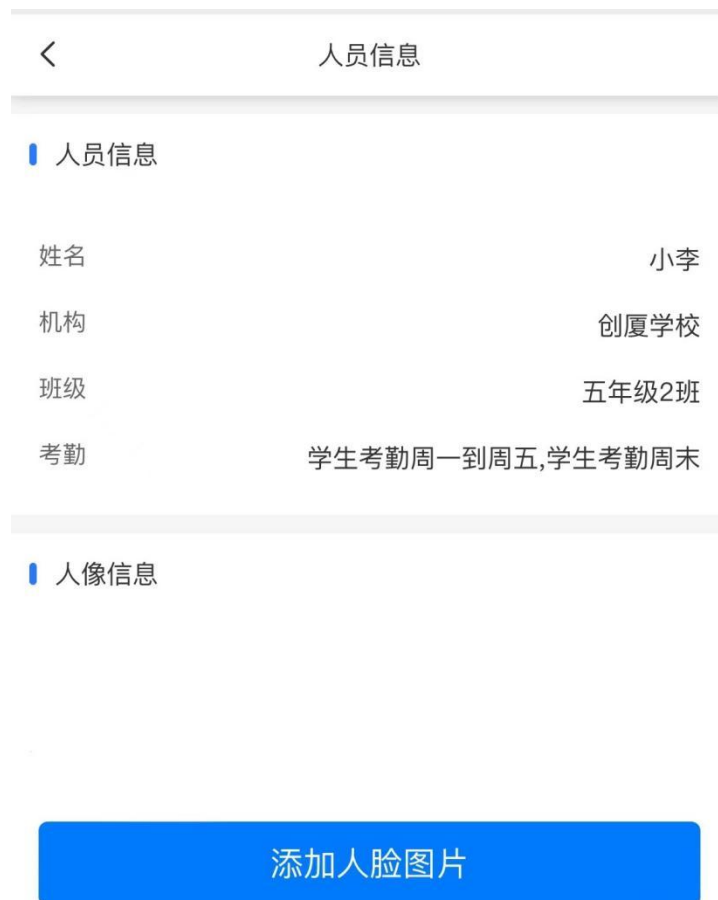 人员信息
人员信息
姓名 小李
机构 创厦学校
班级 五年级2班
考勤 学生考勤周一到周五,学生考勤周末
人像信息
添加人脸图片